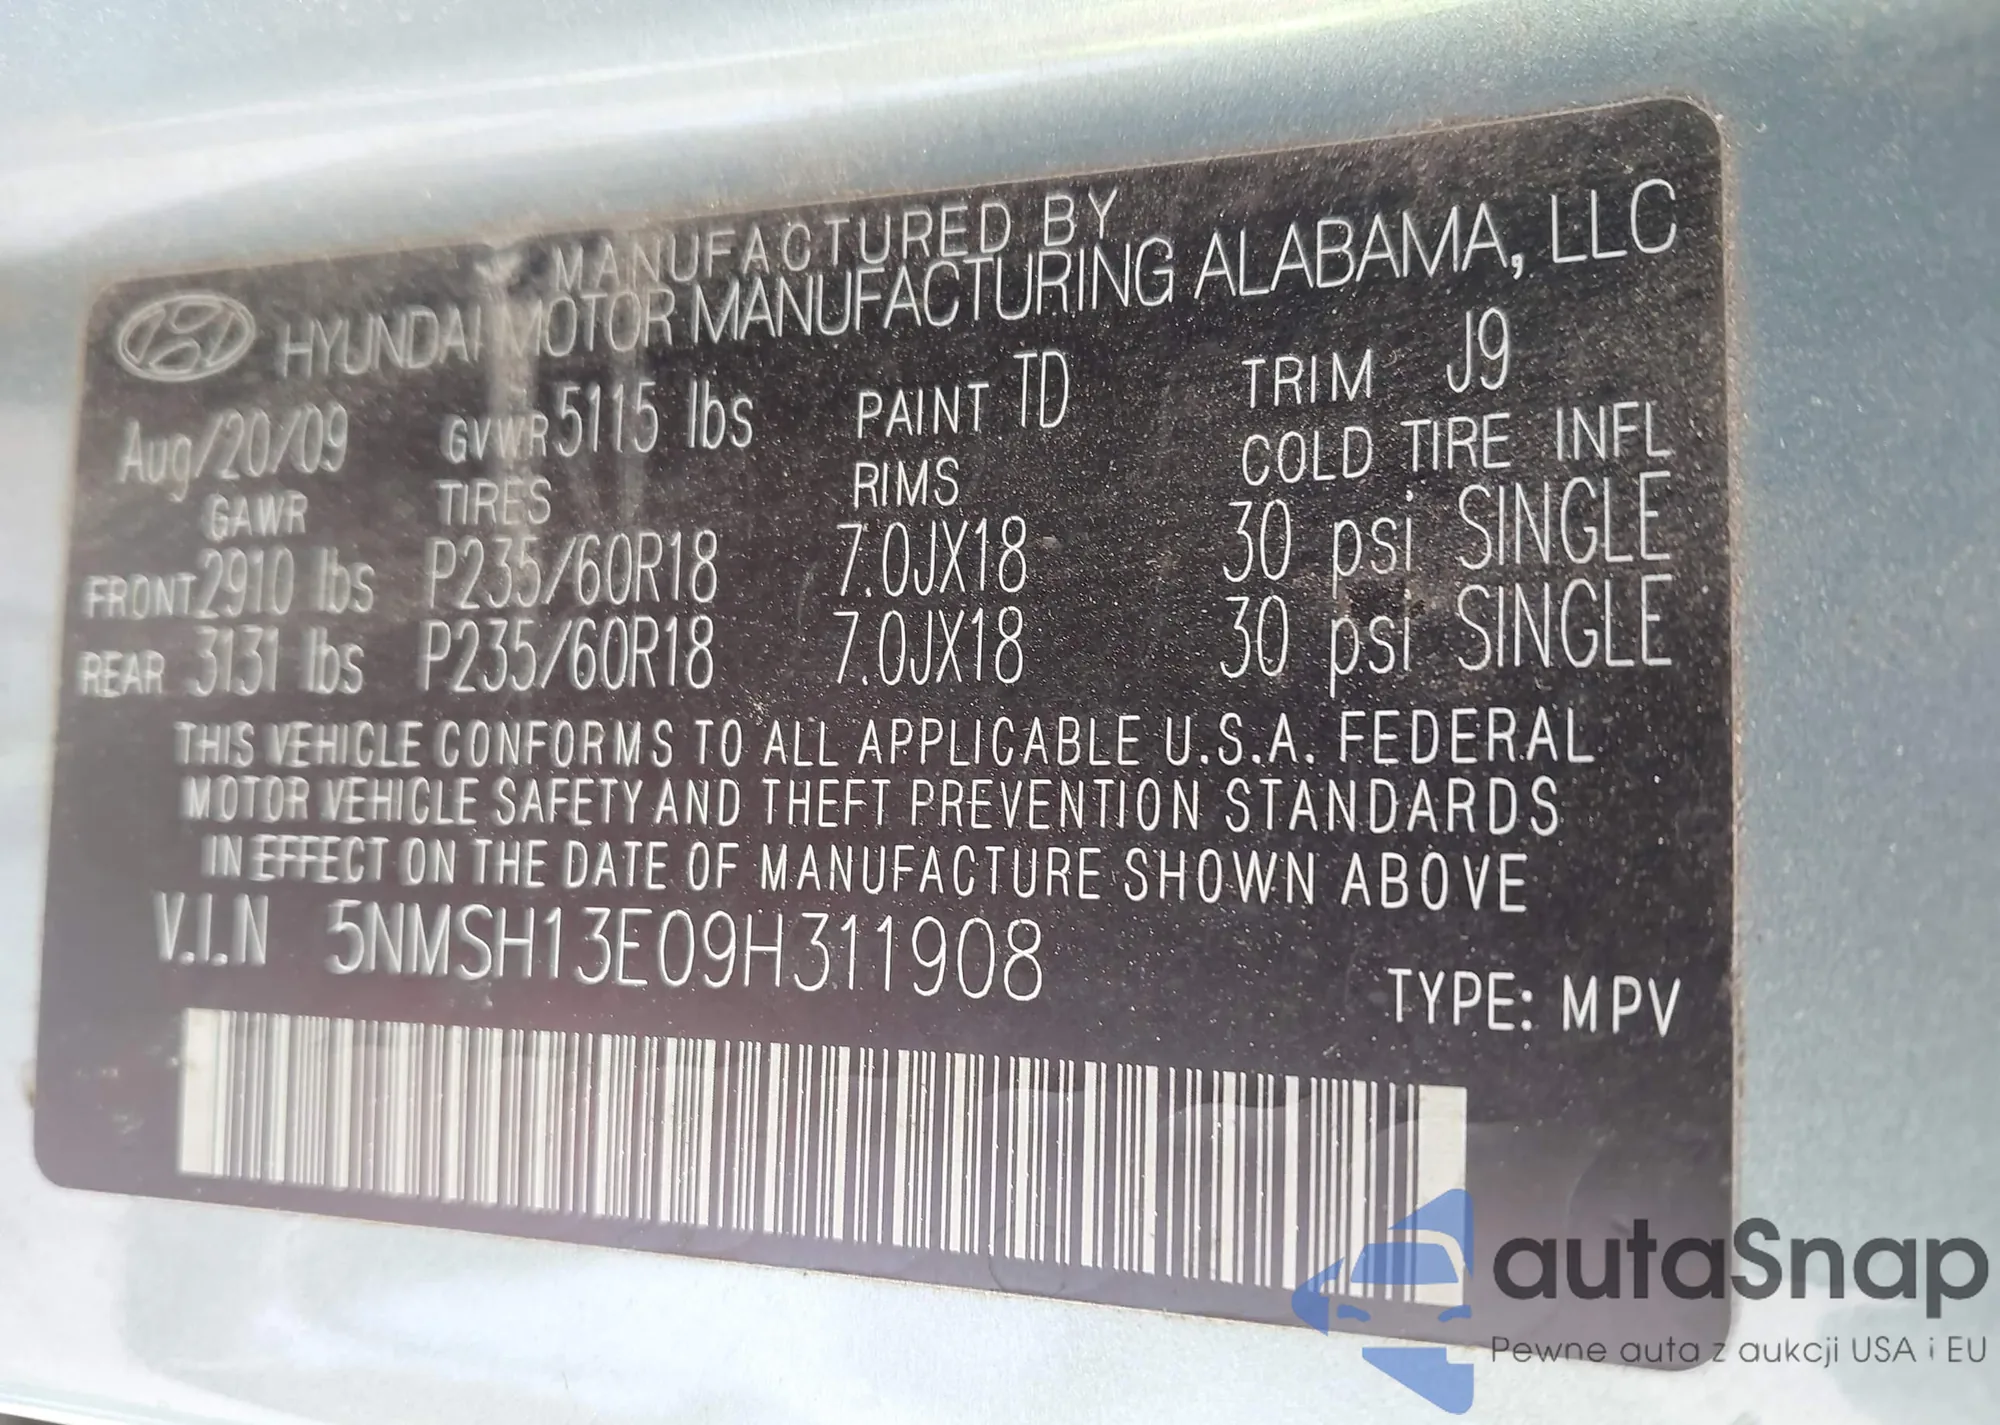 MANUFACTURED BY
HYUNDAI MOTOR MANUFACTURING ALABAMA, LLC
Aug/20/09 GVWR 5115 lbs PAINT TD TRIM J9
GAWR TIRES RIMS COLD TIRE INFL
FRONT 2910 lbs P235/60R18 7.0JX18 30 psi SINGLE
REAR 3131 lbs P235/60R18 7.0JX18 30 psi SINGLE
THIS VEHICLE CONFORMS TO ALL APPLICABLE U.S.A. FEDERAL
MOTOR VEHICLE SAFETY AND THEFT PREVENTION STANDARDS
IN EFFECT ON THE DATE OF MANUFACTURE SHOWN ABOVE
V.I.N 5NMSH13E09H311908
TYPE: MPV
autaSnap
Pewne auta z aukcji USA i EU